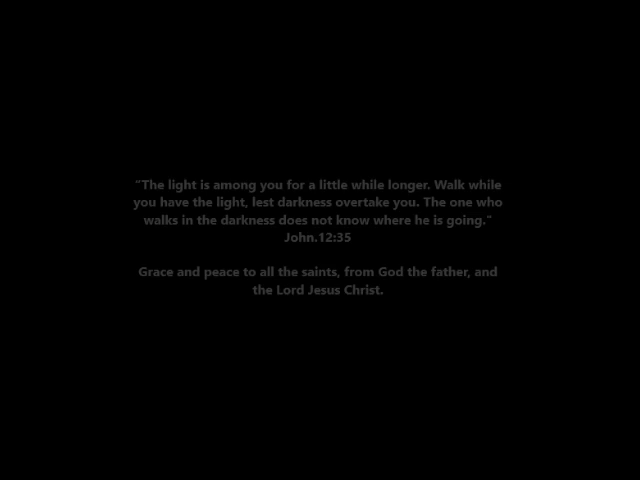 "The light is among you for a little while longer. Walk while
you have the light, lest darkness overtake you. The one who
walks in the darkness does not know where he is going."
John.12:35
Grace and peace to all the saints, from God the father, and
the Lord Jesus Christ.